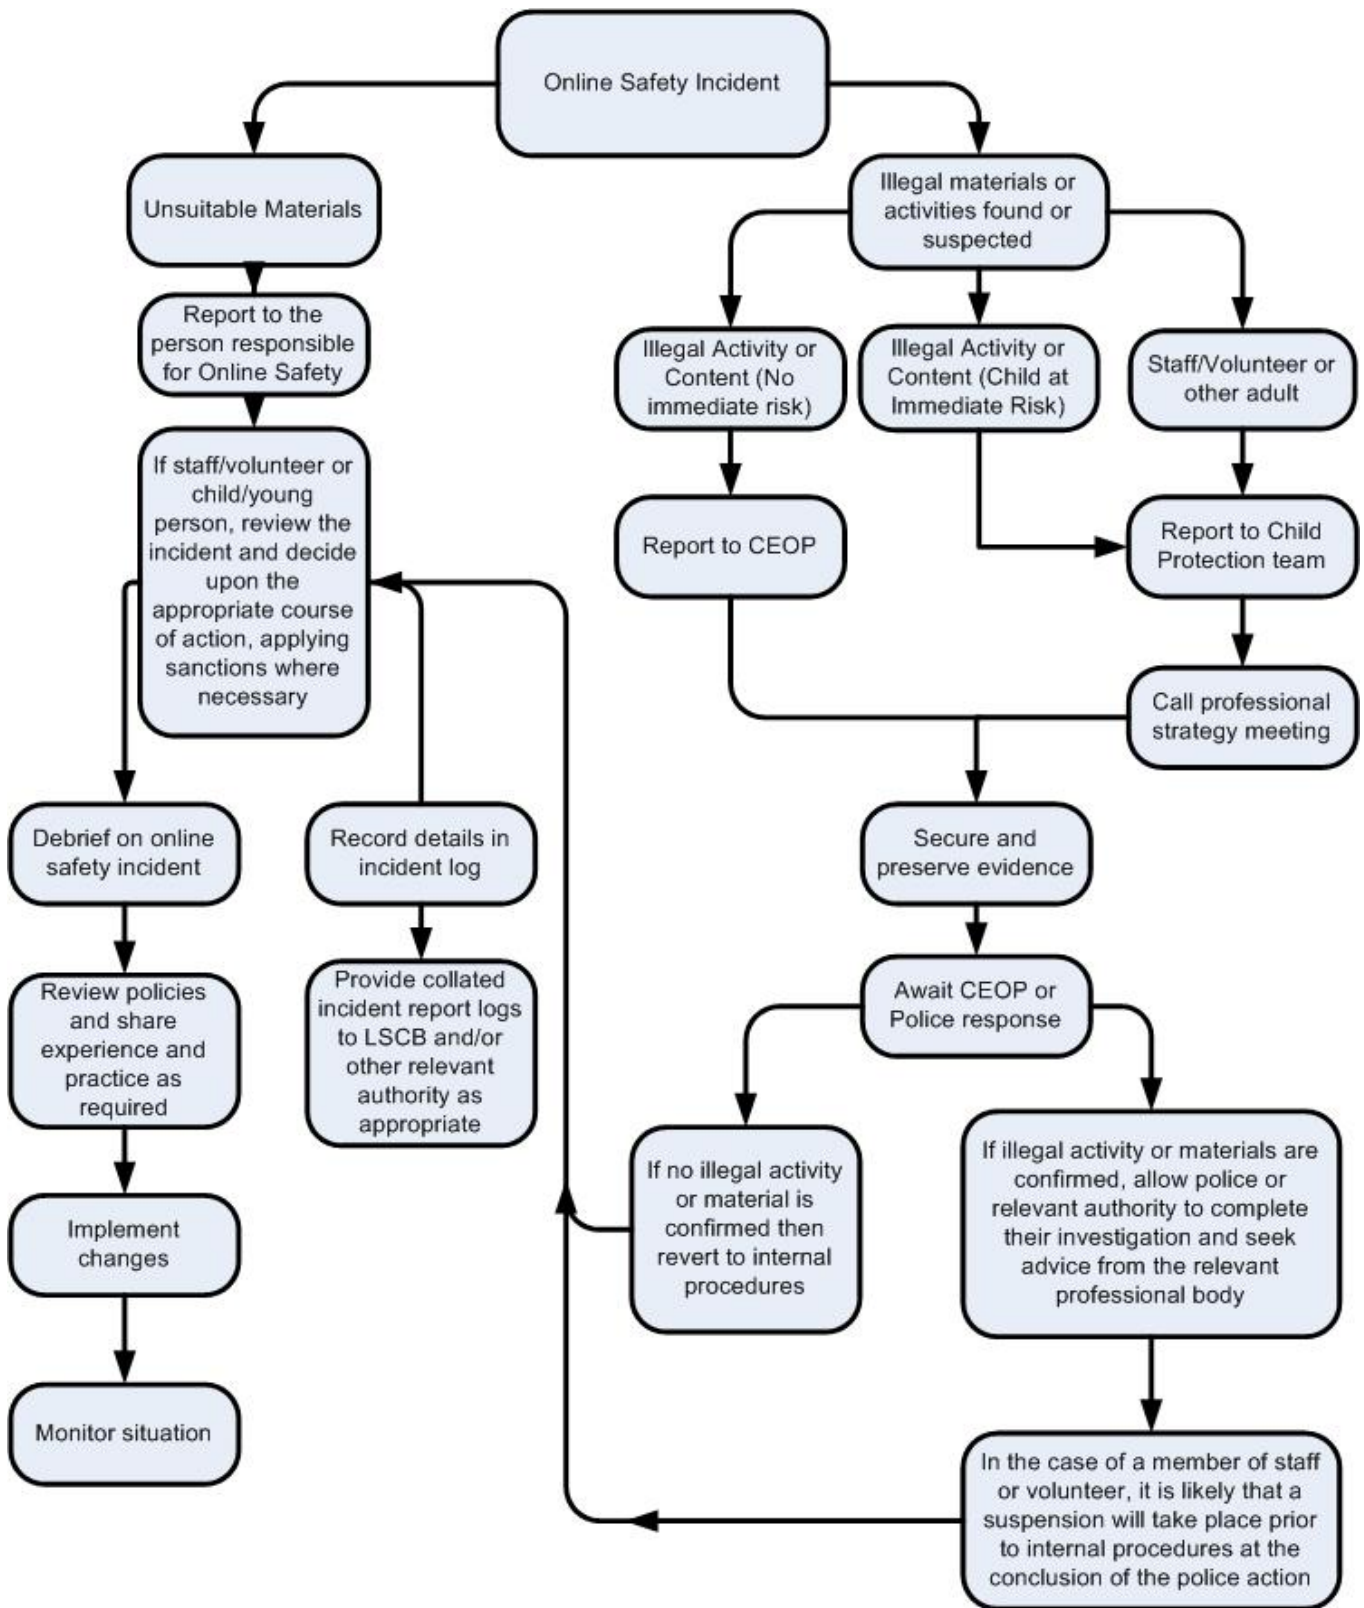 Online Safety Incident
Unsuitable Materials
Report to the
person responsible
for Online Safety
If staff/volunteer or
child/young
person, review the
incident and decide
upon the
appropriate course
of action, applying
sanctions where
necessary
Debrief on online
safety incident
Review policies
and share
experience and
practice as
required
Implement
changes
Monitor situation
Record details in
incident log
Provide collated
incident report logs
to LSCB and/or
other relevant
authority as
appropriate
Illegal materials or
activities found or
suspected
Illegal Activity or
Content (No
immediate risk)
Illegal Activity or
Content (Child at
Immediate Risk)
Staff/Volunteer or
other adult
Report to CEOP
Report to Child
Protection team
Call professional
strategy meeting
Secure and
preserve evidence
Await CEOP or
Police response
If no illegal activity
or material is
confirmed then
revert to internal
procedures
If illegal activity or materials are
confirmed, allow police or
relevant authority to complete
their investigation and seek
advice from the relevant
professional body
In the case of a member of staff
or volunteer, it is likely that a
suspension will take place prior
to internal procedures at the
conclusion of the police action